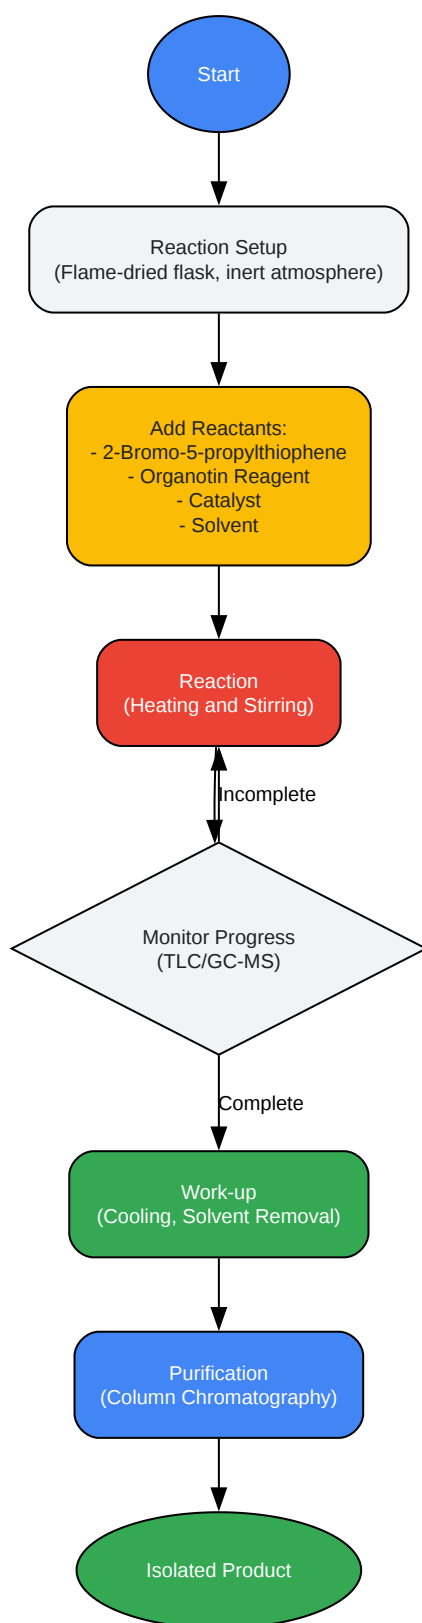 Start
Reaction Setup
(Flame-dried flask, inert atmosphere)
Add Reactants:
- 2-Bromo-5-propylthiophene
- Organotin Reagent
- Catalyst
- Solvent
Reaction
(Heating and Stirring)
Incomplete
Monitor Progress
(TLC/GC-MS)
Complete
Work-up
(Cooling, Solvent Removal)
Purification
(Column Chromatography)
Isolated Product